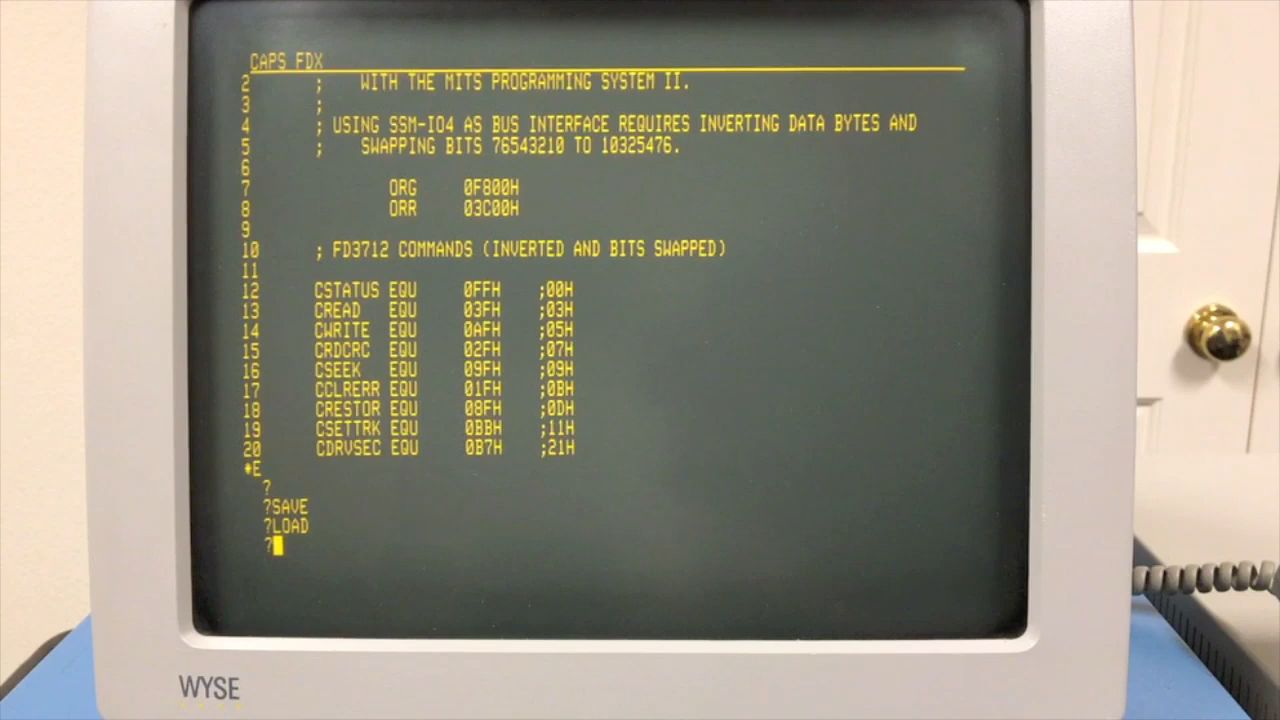 CAPS FDX
2 ; WITH THE MITS PROGRAMMING SYSTEM II.
3 ;
4 ; USING SSM-IO4 AS BUS INTERFACE REQUIRES INVERTING DATA BYTES AND
5 ; SWAPPING BITS 76543210 TO 10325476.
6
7 ORG 0F800H
8 ORR 03C00H
9
10 ; FD3712 COMMANDS (INVERTED AND BITS SWAPPED)
11
12 CSTATUS EQU 0FFH ;00H
13 CREAD EQU 03FH ;03H
14 CWRITE EQU 0AFH ;05H
15 CRDCRC EQU 02FH ;07H
16 CSEEK EQU 09FH ;09H
17 CCLRERR EQU 01FH ;0BH
18 CRESTOR EQU 08FH ;0DH
19 CSETTRK EQU 0BBH ;11H
20 CDRVSEC EQU 0B7H ;21H
*E
?
?SAVE
?LOAD
?
WYSE